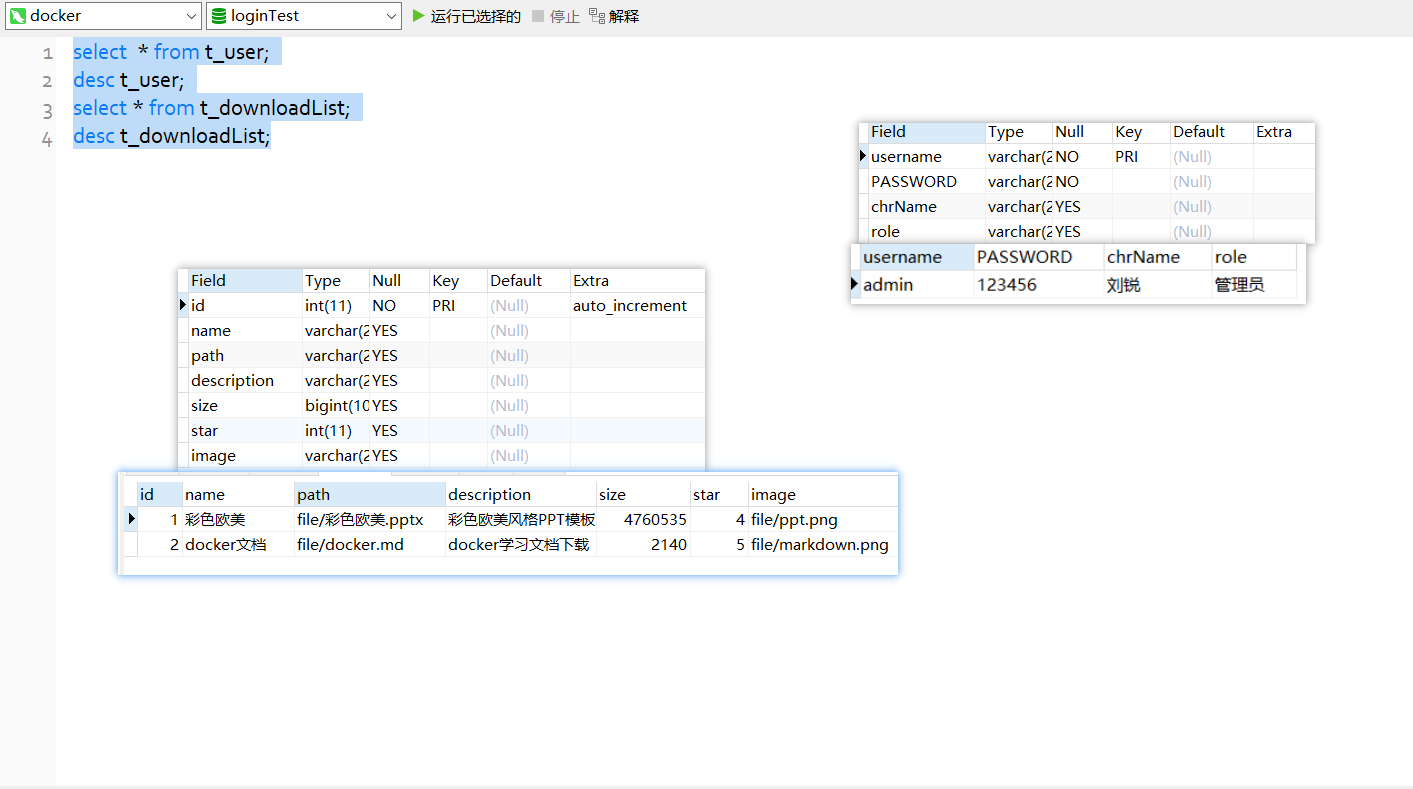 docker loginTest 运行已选择的 停止 解释
1 select * from t_user;
2 desc t_user;
3 select * from t_downloadList;
4 desc t_downloadList;
Field Type Null Key Default Extra
username varchar(2 NO PRI (Null)
PASSWORD varchar(2 NO (Null)
chrName varchar(2 YES (Null)
role varchar(2 YES (Null)
username PASSWORD chrName role
admin 123456 刘锐 管理员
Field Type Null Key Default Extra
id int(11) NO PRI (Null) auto_increment
name varchar(2 YES (Null)
path varchar(2 YES (Null)
description varchar(2 YES (Null)
size bigint(10 YES (Null)
star int(11) YES (Null)
image varchar(2 YES (Null)
id name path description size star image
1 彩色欧美 file/彩色欧美.pptx 彩色欧美风格PPT模板 4760535 4 file/ppt.png
2 docker文档 file/docker.md docker学习文档下载 2140 5 file/markdown.png